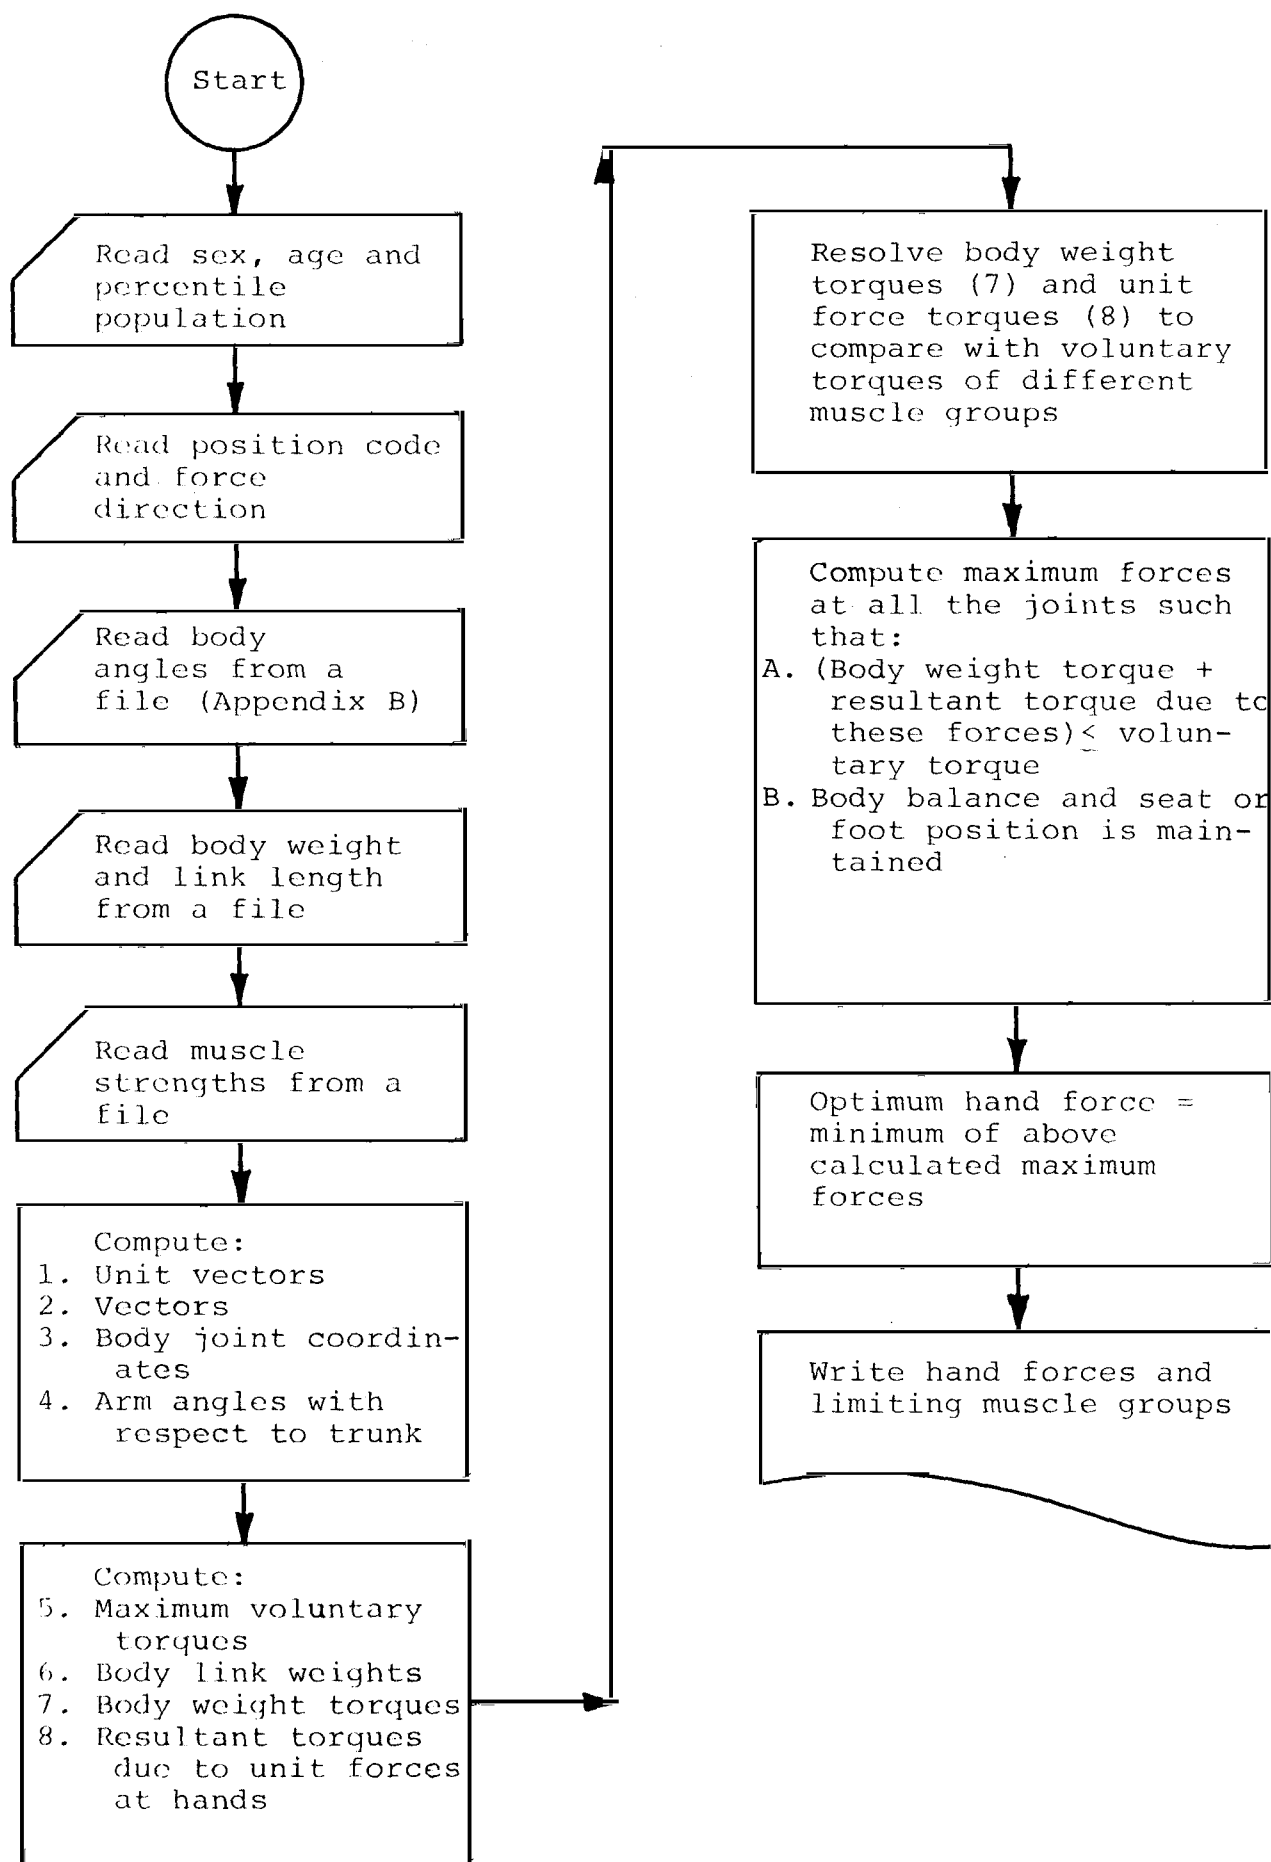 Start
Read sex, age and
percentile
population
Read position code
and force
direction
Read body
angles from a
file (Appendix B)
Read body weight
and link length
from a file
Read muscle
strengths from a
file
Compute:
1. Unit vectors
2. Vectors
3. Body joint coordin-
ates
4. Arm angles with
respect to trunk
Compute:
5. Maximum voluntary
torques
6. Body link weights
7. Body weight torques
8. Resultant torques
due to unit forces
at hands
Resolve body weight
torques (7) and unit
force torques (8) to
compare with voluntary
torques of different
muscle groups
Compute maximum forces
at all the joints such
that:
A. (Body weight torque +
resultant torque due to
these forces) ≤ volun-
tary torque
B. Body balance and seat or
foot position is main-
tained
Optimum hand force =
minimum of above
calculated maximum
forces
Write hand forces and
limiting muscle groups